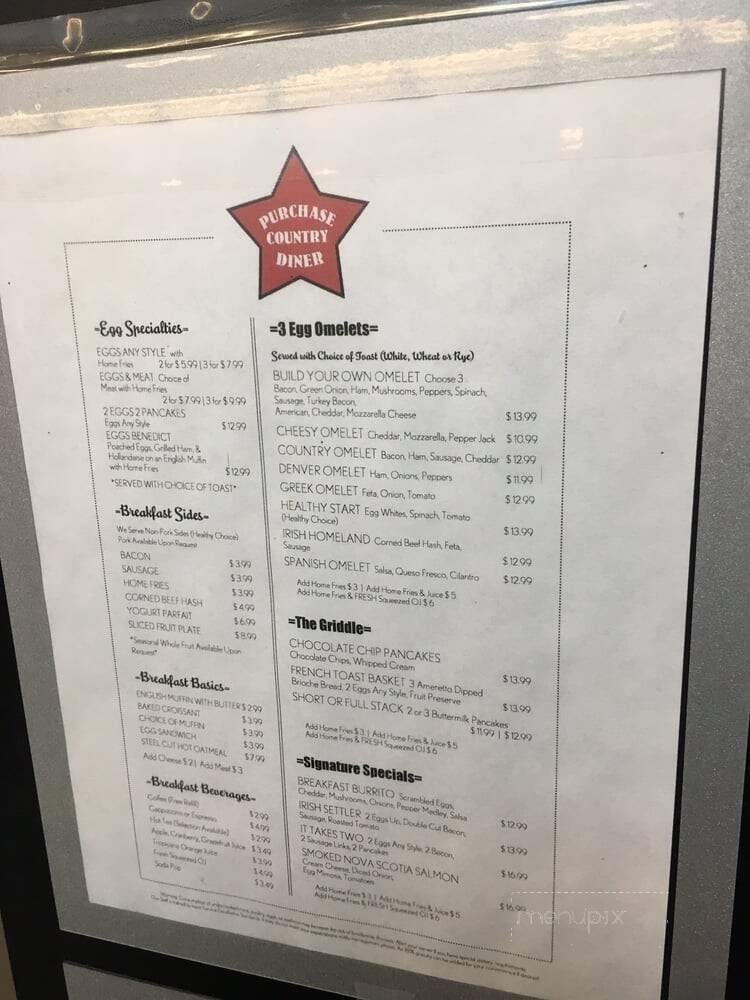 PURCHASE
COUNTRY
DINER
=Egg Specialties=
EGGS ANY STYLE with
Home Fries 2 for $5.99 | 3 for $7.99
EGGS & MEAT Choice of
Meat with Home Fries
2 for $7.99 | 3 for $9.99
2 EGGS 2 PANCAKES
Eggs Any Style $12.99
EGGS BENEDICT
Poached Eggs, Grilled Ham, &
Hollandaise on an English Muffin
with Home Fries $12.99
*SERVED WITH CHOICE OF TOAST*
=Breakfast Sides=
We Serve Non-Pork Sides (Healthy Choice)
Pork Available Upon Request
BACON $3.99
SAUSAGE $3.99
HOME FRIES $3.99
CORNED BEEF HASH $4.99
YOGURT PARFAIT $6.99
SLICED FRUIT PLATE $8.99
*Seasonal Whole Fruit Available Upon
Request*
=Breakfast Basics=
ENGLISH MUFFIN WITH BUTTER $2.99
BAKED CROISSANT $3.99
CHOICE OF MUFFIN $3.99
EGG SANDWICH $3.99
STEEL CUT HOT OATMEAL $7.99
Add Cheese $2 | Add Meat $3
=Breakfast Beverages=
Coffee (Free Refill) $2.99
Cappuccino or Espresso $4.99
Hot Tea (Selection Available) $2.99
Apple, Cranberry, Grapefruit Juice $3.49
Tropicana Orange Juice $3.99
Fresh Squeezed OJ $4.99
Soda Pop $3.49
=3 Egg Omelets=
Served with Choice of Toast (White, Wheat or Rye)
BUILD YOUR OWN OMELET Choose 3
Bacon, Green Onion, Ham, Mushrooms, Peppers, Spinach,
Sausage, Turkey Bacon,
American, Cheddar, Mozzarella Cheese $13.99
CHEESY OMELET Cheddar, Mozzarella, Pepper Jack $10.99
COUNTRY OMELET Bacon, Ham, Sausage, Cheddar $12.99
DENVER OMELET Ham, Onions, Peppers $11.99
GREEK OMELET Feta, Onion, Tomato $12.99
HEALTHY START Egg Whites, Spinach, Tomato
(Healthy Choice) $13.99
IRISH HOMELAND Corned Beef Hash, Feta,
Sausage $12.99
SPANISH OMELET Salsa, Queso Fresco, Cilantro $12.99
Add Home Fries $3 | Add Home Fries & Juice $5
Add Home Fries & FRESH Squeezed OJ $6
=The Griddle=
CHOCOLATE CHIP PANCAKES
Chocolate Chips, Whipped Cream $13.99
FRENCH TOAST BASKET 3 Ameretto Dipped
Brioche Bread, 2 Eggs Any Style, Fruit Preserve $13.99
SHORT OR FULL STACK 2 or 3 Buttermilk Pancakes
$11.99 | $12.99
Add Home Fries $3 | Add Home Fries & Juice $5
Add Home Fries & FRESH Squeezed OJ $6
=Signature Specials=
BREAKFAST BURRITO Scrambled Eggs,
Cheddar, Mushrooms, Onions, Pepper Medley, Salsa $12.99
IRISH SETTLER 2 Eggs Up, Double Cut Bacon,
Sausage, Roasted Tomato $13.99
IT TAKES TWO 2 Eggs Any Style, 2 Bacon,
2 Sausage Links, 2 Pancakes $16.99
SMOKED NOVA SCOTIA SALMON
Cream Cheese, Diced Onion,
Egg Mimosa, Tomatoes $16.99
Add Home Fries $3 | Add Home Fries & Juice $5
Add Home Fries & FRESH Squeezed OJ $6
menupix